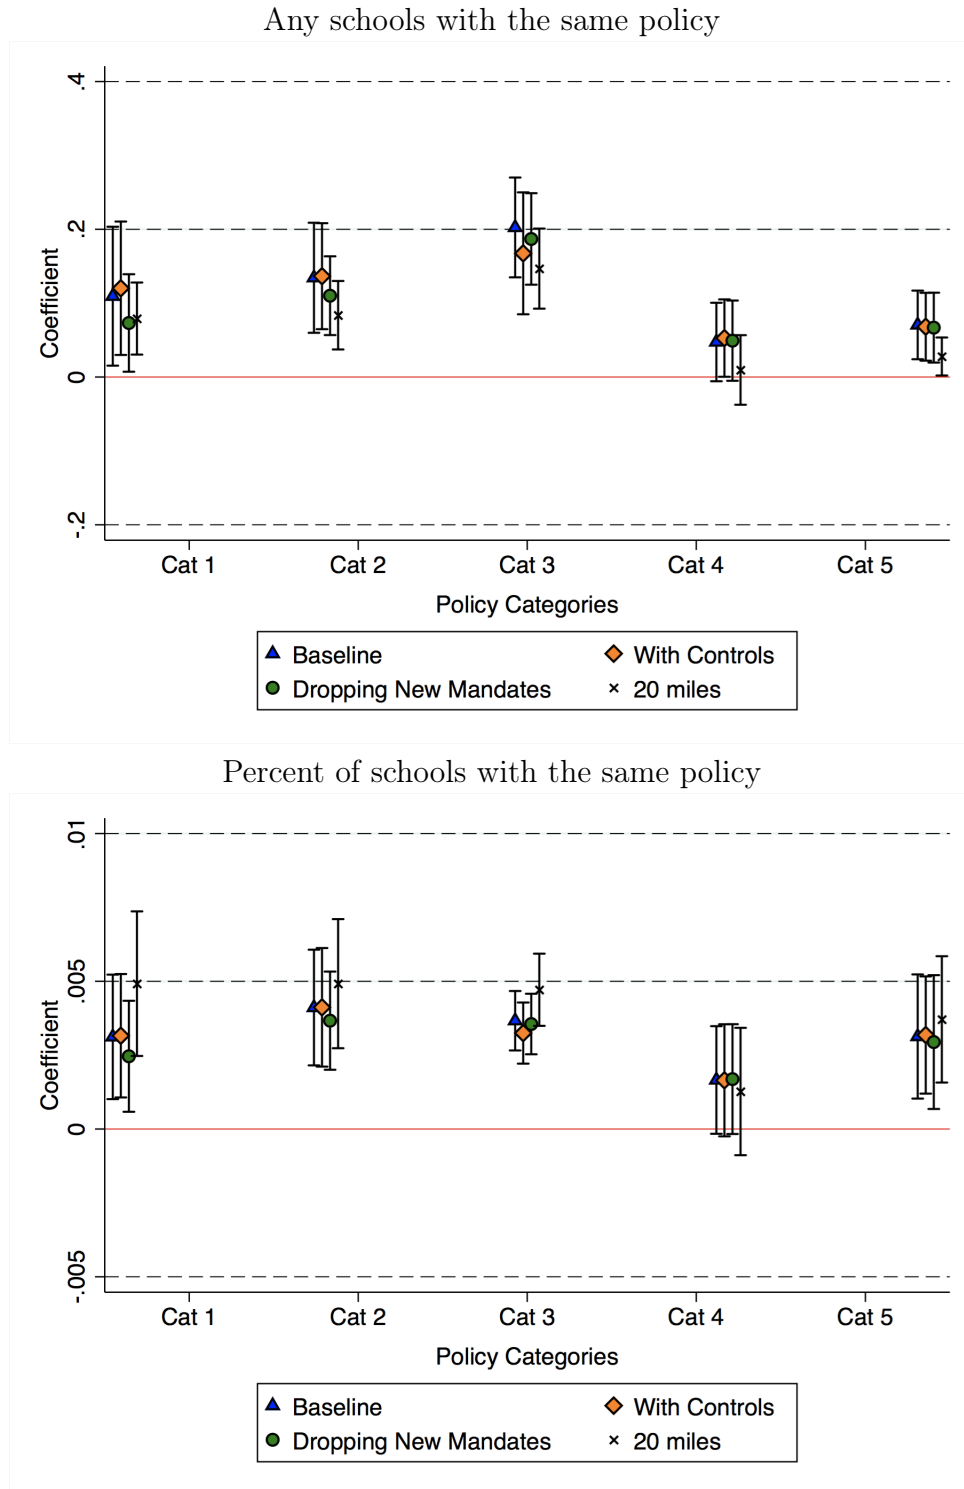 Any schools with the same policy
.4
.2
0
-.2
Coefficient
Cat 1 Cat 2 Cat 3 Cat 4 Cat 5
Policy Categories
Baseline With Controls
Dropping New Mandates 20 miles
Percent of schools with the same policy
.01
.005
0
-.005
Coefficient
Cat 1 Cat 2 Cat 3 Cat 4 Cat 5
Policy Categories
Baseline With Controls
Dropping New Mandates 20 miles